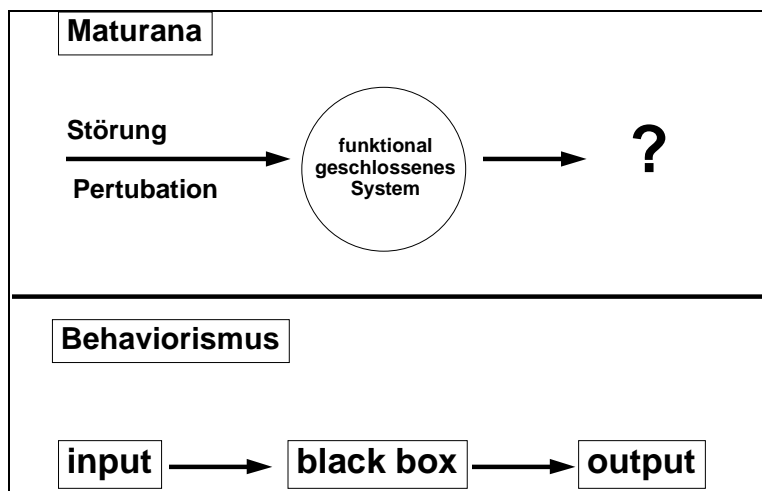 Maturana
Störung
Pertubation
funktional
geschlossenes
System
?
Behaviorismus
input
black box
output